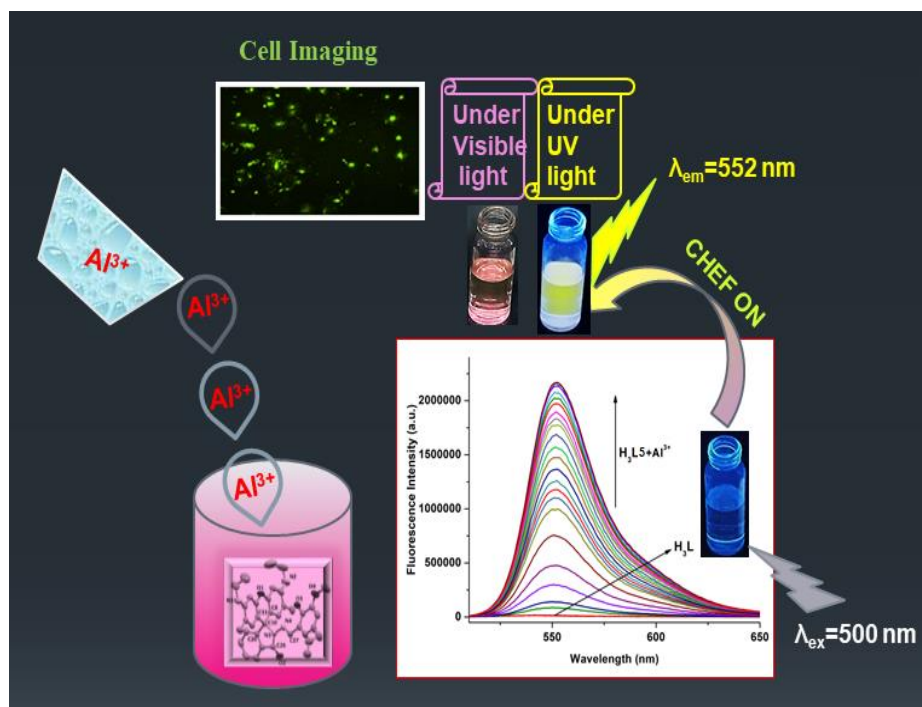 Cell Imaging
Under
Visible
light
Under
UV
light
λem=552 nm
Al³⁺
Al³⁺
Al³⁺
Al³⁺
CHEF ON
Fluorescence Intensity (a.u.)
2000000
1500000
1000000
500000
0
H₃L5+Al³⁺
H₃L
550
600
650
Wavelength (nm)
λex=500 nm